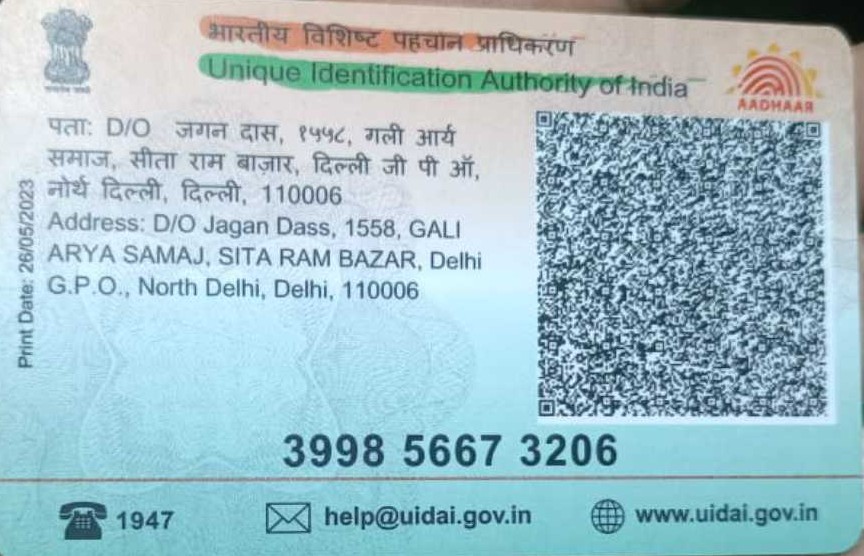 भारतीय विशिष्ट पहचान प्राधिकरण
Unique Identification Authority of India
AADHAAR
पता: D/O जगन दास, १५५८, गली आर्य
समाज, सीता राम बाज़ार, दिल्ली जी पी ऑ,
नोर्थ दिल्ली, दिल्ली, 110006
Address: D/O Jagan Dass, 1558, GALI
ARYA SAMAJ, SITA RAM BAZAR, Delhi
G.P.O., North Delhi, Delhi, 110006
Print Date: 26/05/2023
3998 5667 3206
1947
help@uidai.gov.in
www.uidai.gov.in